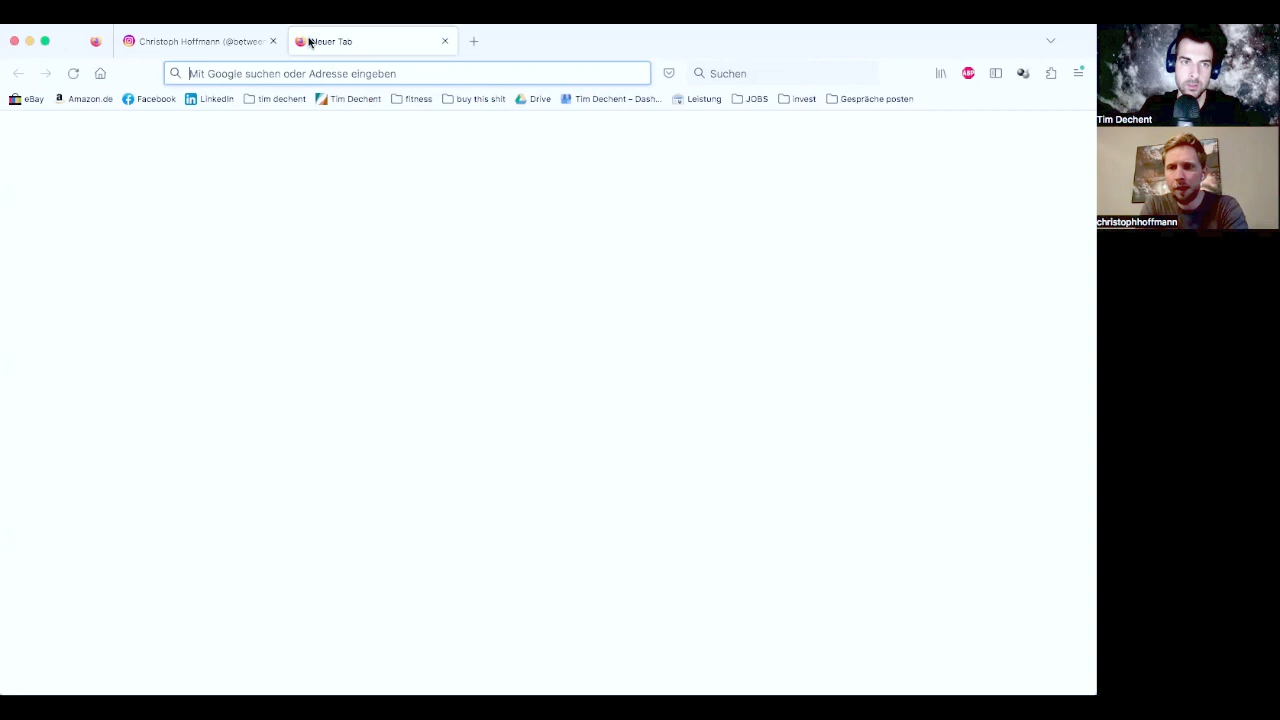 Christoph Hoffmann (@betwee
Neuer Tab
Mit Google suchen oder Adresse eingeben
Suchen
ABP
eBay
Amazon.de
Facebook
LinkedIn
tim dechent
Tim Dechent
fitness
buy this shit
Drive
Tim Dechent – Dash...
Leistung
JOBS
invest
Gespräche posten
Tim Dechent
christophhoffmann